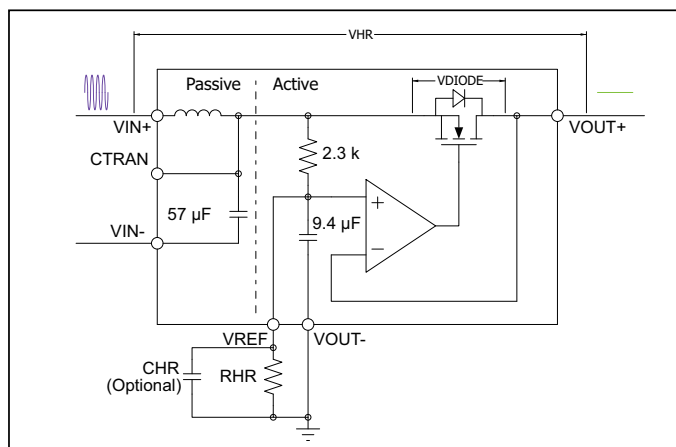 VHR
Passive
Active
VDIODE
VIN+
VOUT+
CTRAN
2.3 k
57 µF
9.4 µF
+
−
VIN-
VREF
VOUT-
CHR
(Optional)
RHR